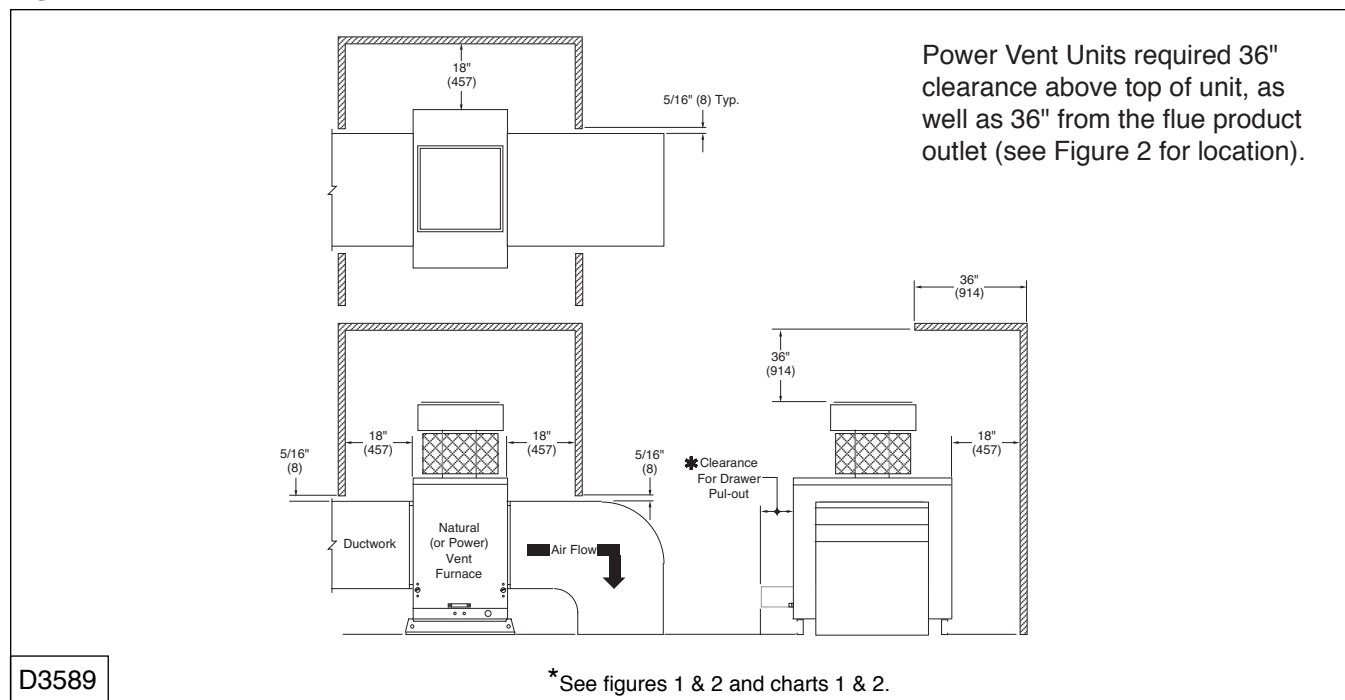 18"
(457)
5/16" (8) Typ.
Power Vent Units required 36"
clearance above top of unit, as
well as 36" from the flue product
outlet (see Figure 2 for location).
36"
(914)
36"
(914)
18"
(457)
18"
(457)
18"
(457)
5/16"
(8)
5/16"
(8)
✱ Clearance
For Drawer
Pul-out
Ductwork
Natural
(or Power)
Vent
Furnace
Air Flow
D3589
*See figures 1 & 2 and charts 1 & 2.